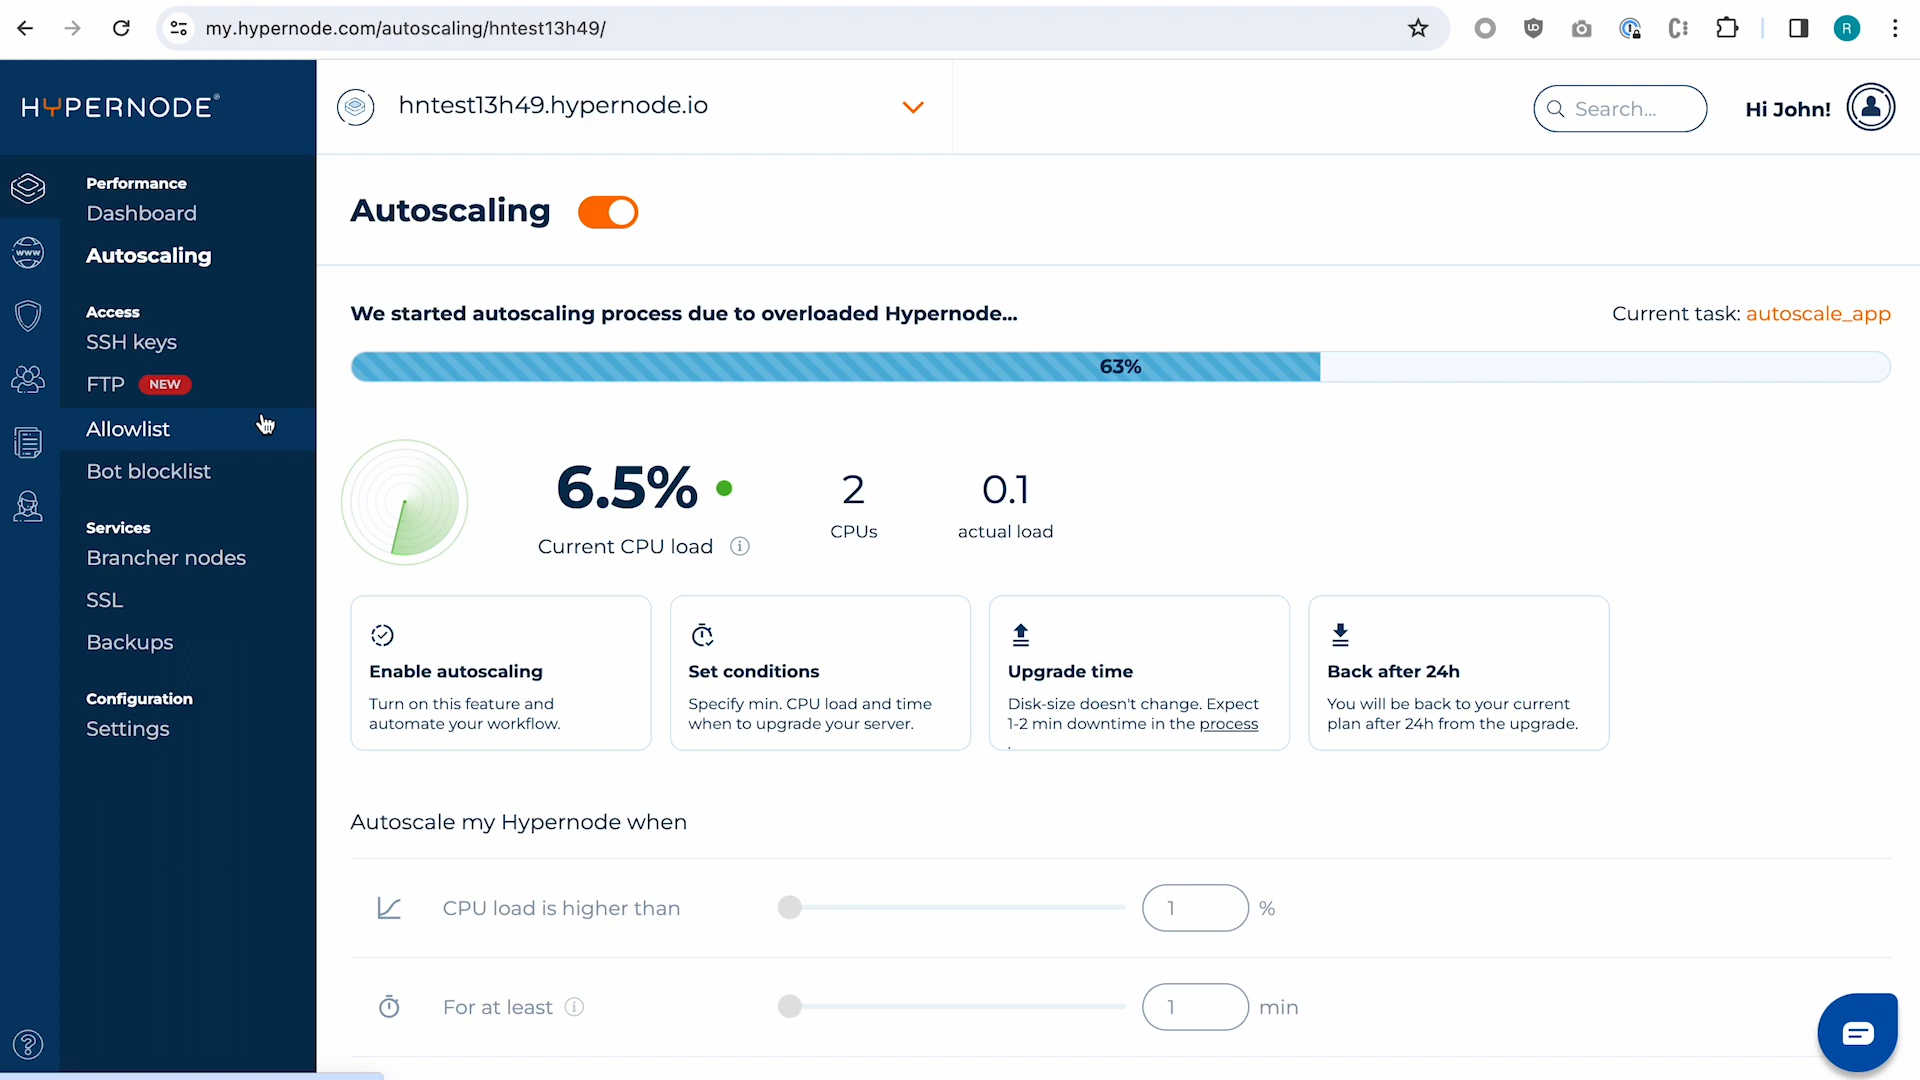 my.hypernode.com/autoscaling/hntest13h49/
R
HYPERNODE®
hntest13h49.hypernode.io
Search...
Hi John!
Performance
Dashboard
Autoscaling
Access
SSH keys
FTP NEW
Allowlist
Bot blocklist
Services
Brancher nodes
SSL
Backups
Configuration
Settings
www
?
Autoscaling
We started autoscaling process due to overloaded Hypernode...
Current task: autoscale_app
63%
6.5%
Current CPU load i
2
CPUs
0.1
actual load
Enable autoscaling
Turn on this feature and
automate your workflow.
Set conditions
Specify min. CPU load and time
when to upgrade your server.
Upgrade time
Disk-size doesn't change. Expect
1-2 min downtime in the process
.
Back after 24h
You will be back to your current
plan after 24h from the upgrade.
Autoscale my Hypernode when
CPU load is higher than
1 %
For at least i
1 min